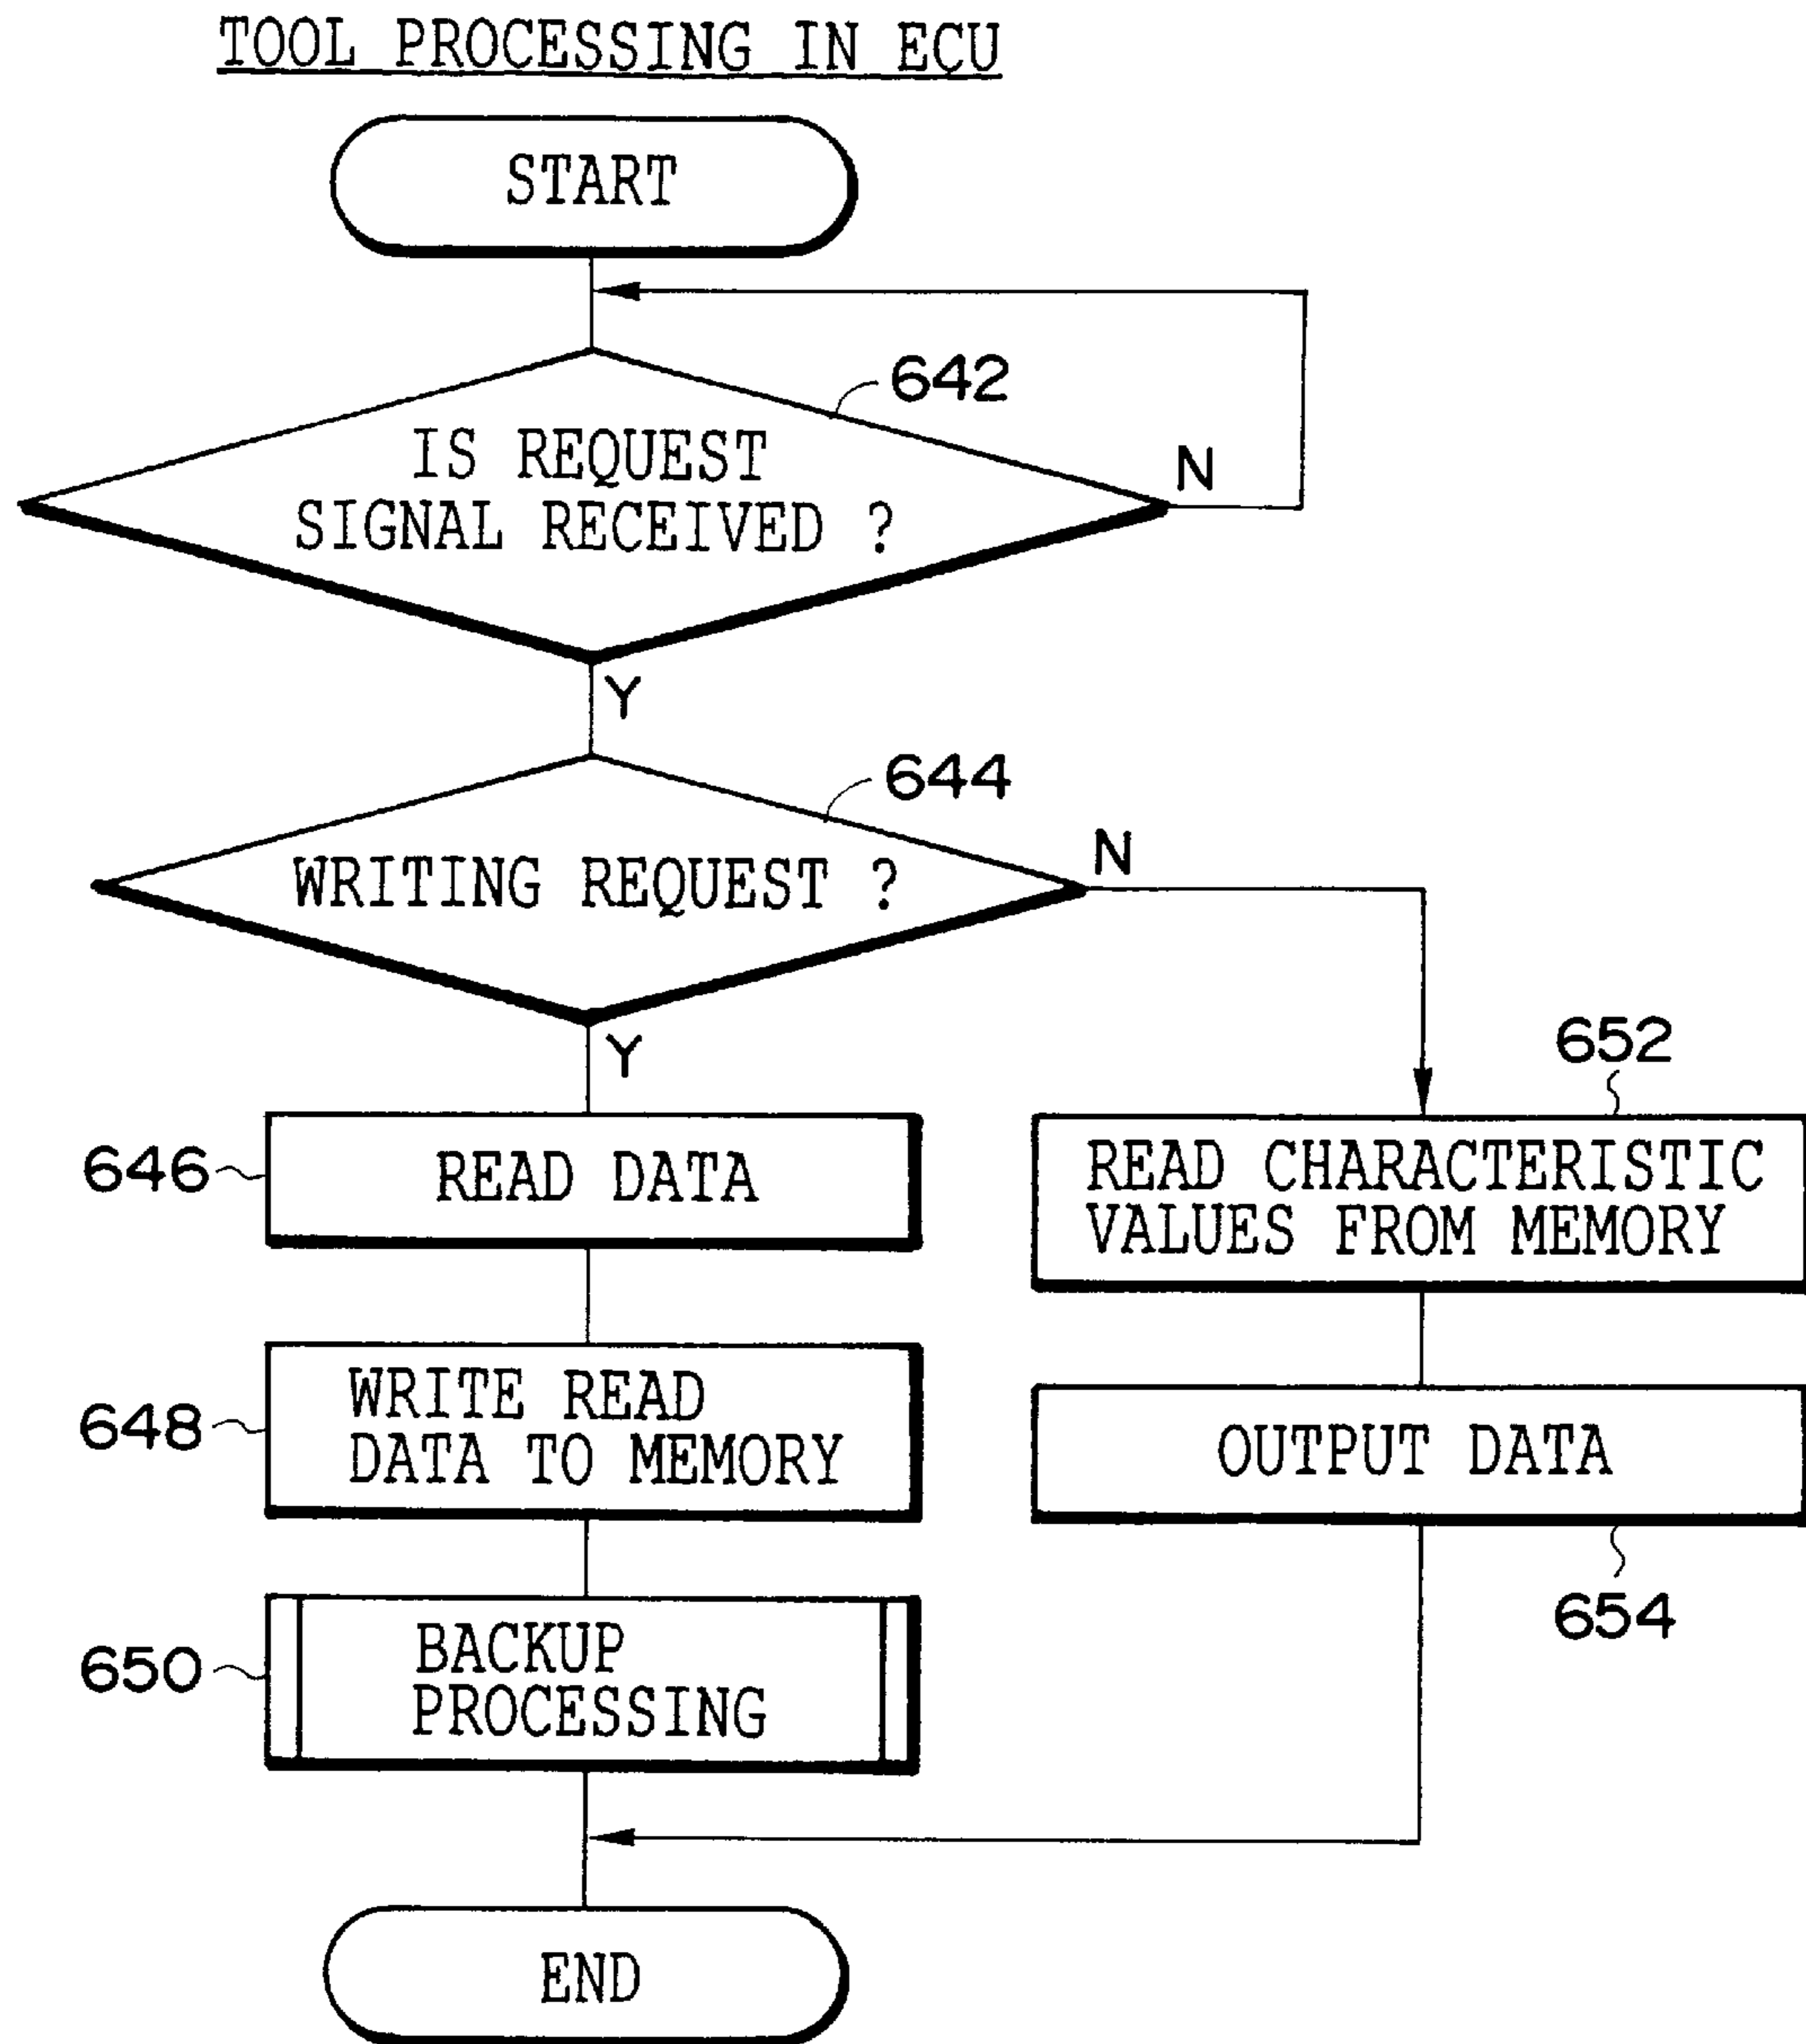 TOOL PROCESSING IN ECU
START
642
IS REQUEST
SIGNAL RECEIVED ?
N
Y
644
WRITING REQUEST ?
N
Y
646
READ DATA
652
READ CHARACTERISTIC
VALUES FROM MEMORY
648
WRITE READ
DATA TO MEMORY
OUTPUT DATA
654
650
BACKUP
PROCESSING
END